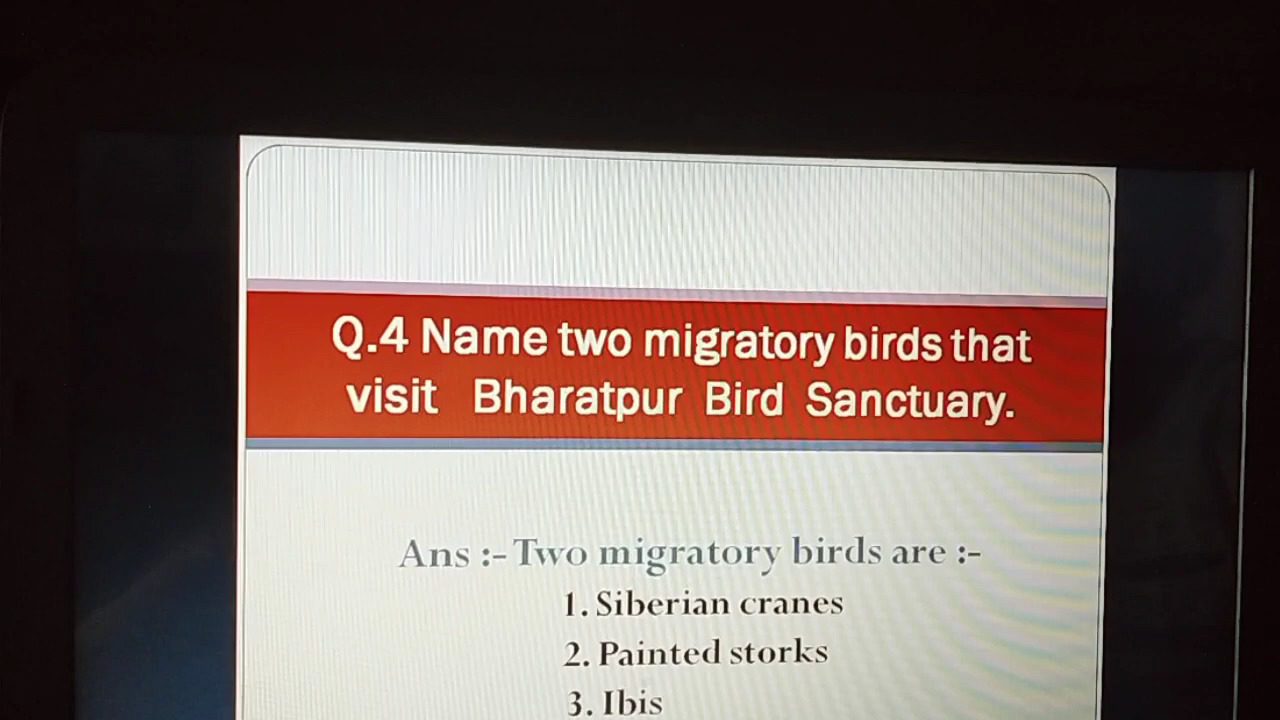 Q.4 Name two migratory birds that
visit Bharatpur Bird Sanctuary.
Ans :- Two migratory birds are :-
1. Siberian cranes
2. Painted storks
3. Ibis